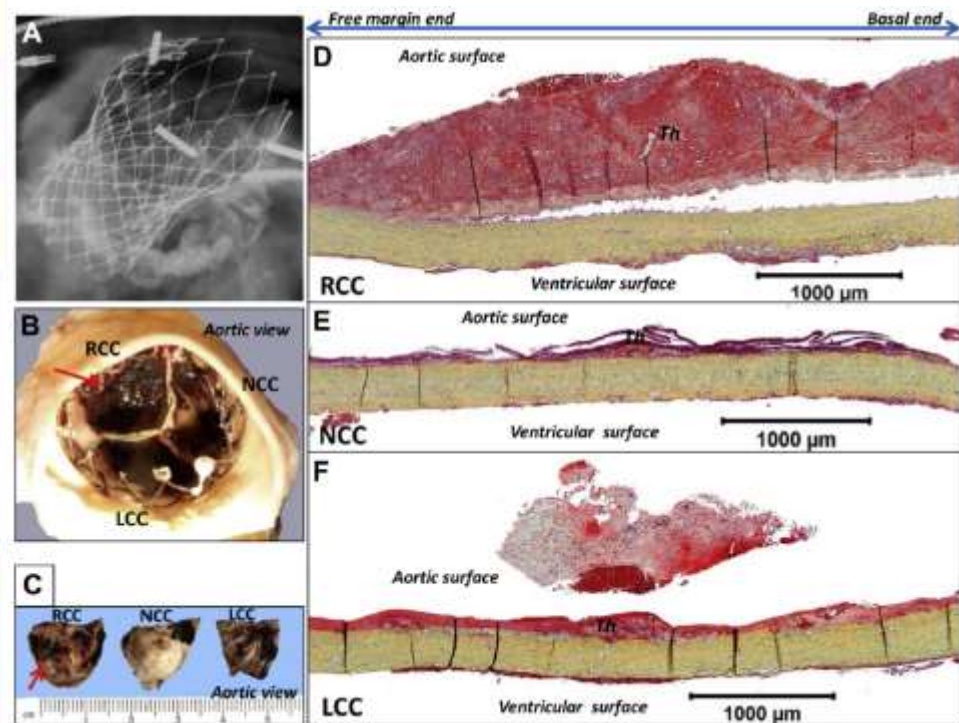 A
B
Aortic view
RCC
NCC
LCC
C
RCC NCC LCC
Aortic view
cm
Free margin end Basal end
D
Aortic surface
Th
Ventricular surface
RCC
1000 µm
E
Aortic surface
Th
NCC
Ventricular surface
1000 µm
F
Aortic surface
Th
LCC
Ventricular surface
1000 µm